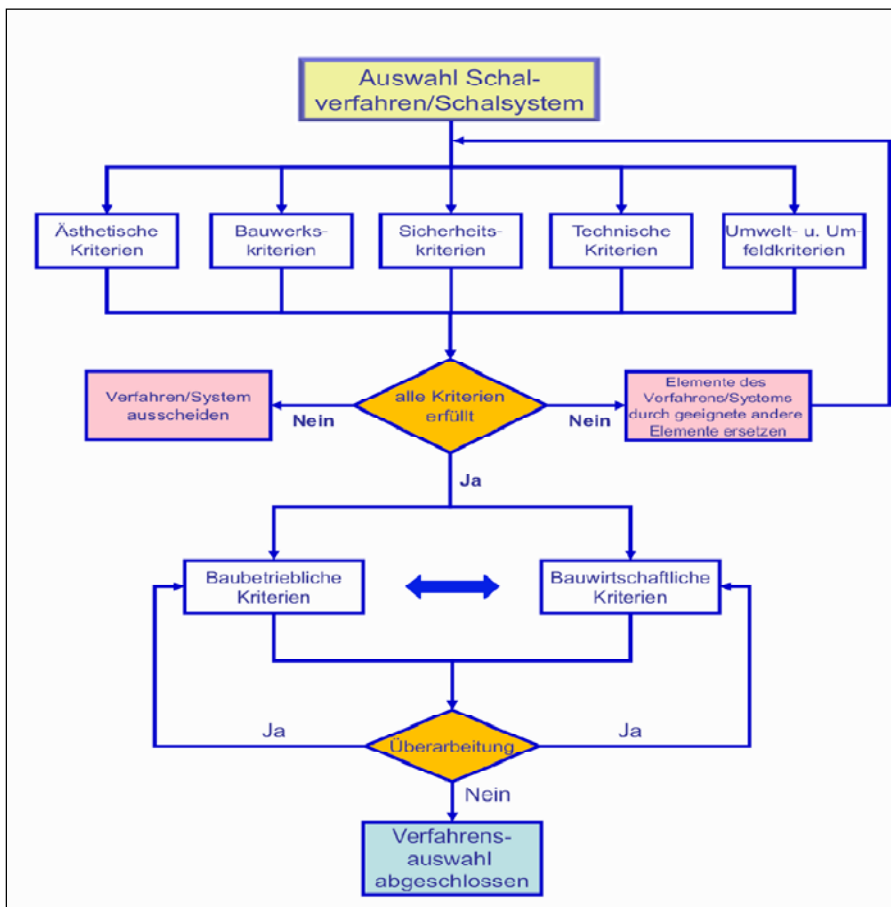 Auswahl Schal-
verfahren/Schalsystem
Ästhetische
Kriterien
Bauwerks-
kriterien
Sicherheits-
kriterien
Technische
Kriterien
Umwelt- u. Um-
feldkriterien
Verfahren/System
ausscheiden
Nein
alle Kriterien
erfüllt
Nein
Elemente des
Verfahrens/Systems
durch geeignete andere
Elemente ersetzen
Ja
Baubetriebliche
Kriterien
Bauwirtschaftliche
Kriterien
Ja
Überarbeitung
Ja
Nein
Verfahrens-
auswahl
abgeschlossen